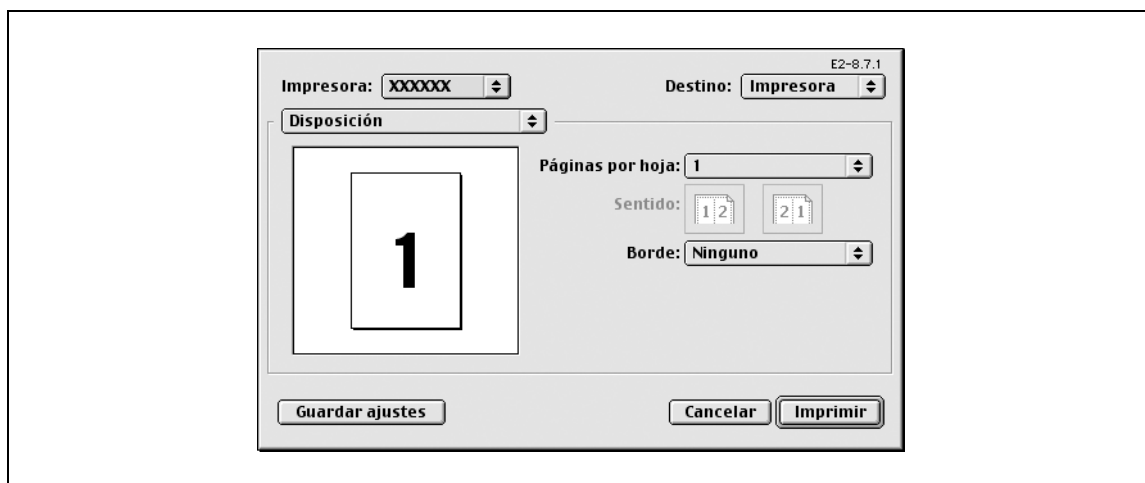 E2-8.7.1
Impresora: XXXXXX Destino: Impresora
Disposición
Páginas por hoja: 1
Sentido: 1 2 2 1
Borde: Ninguno
1
Guardar ajustes Cancelar Imprimir